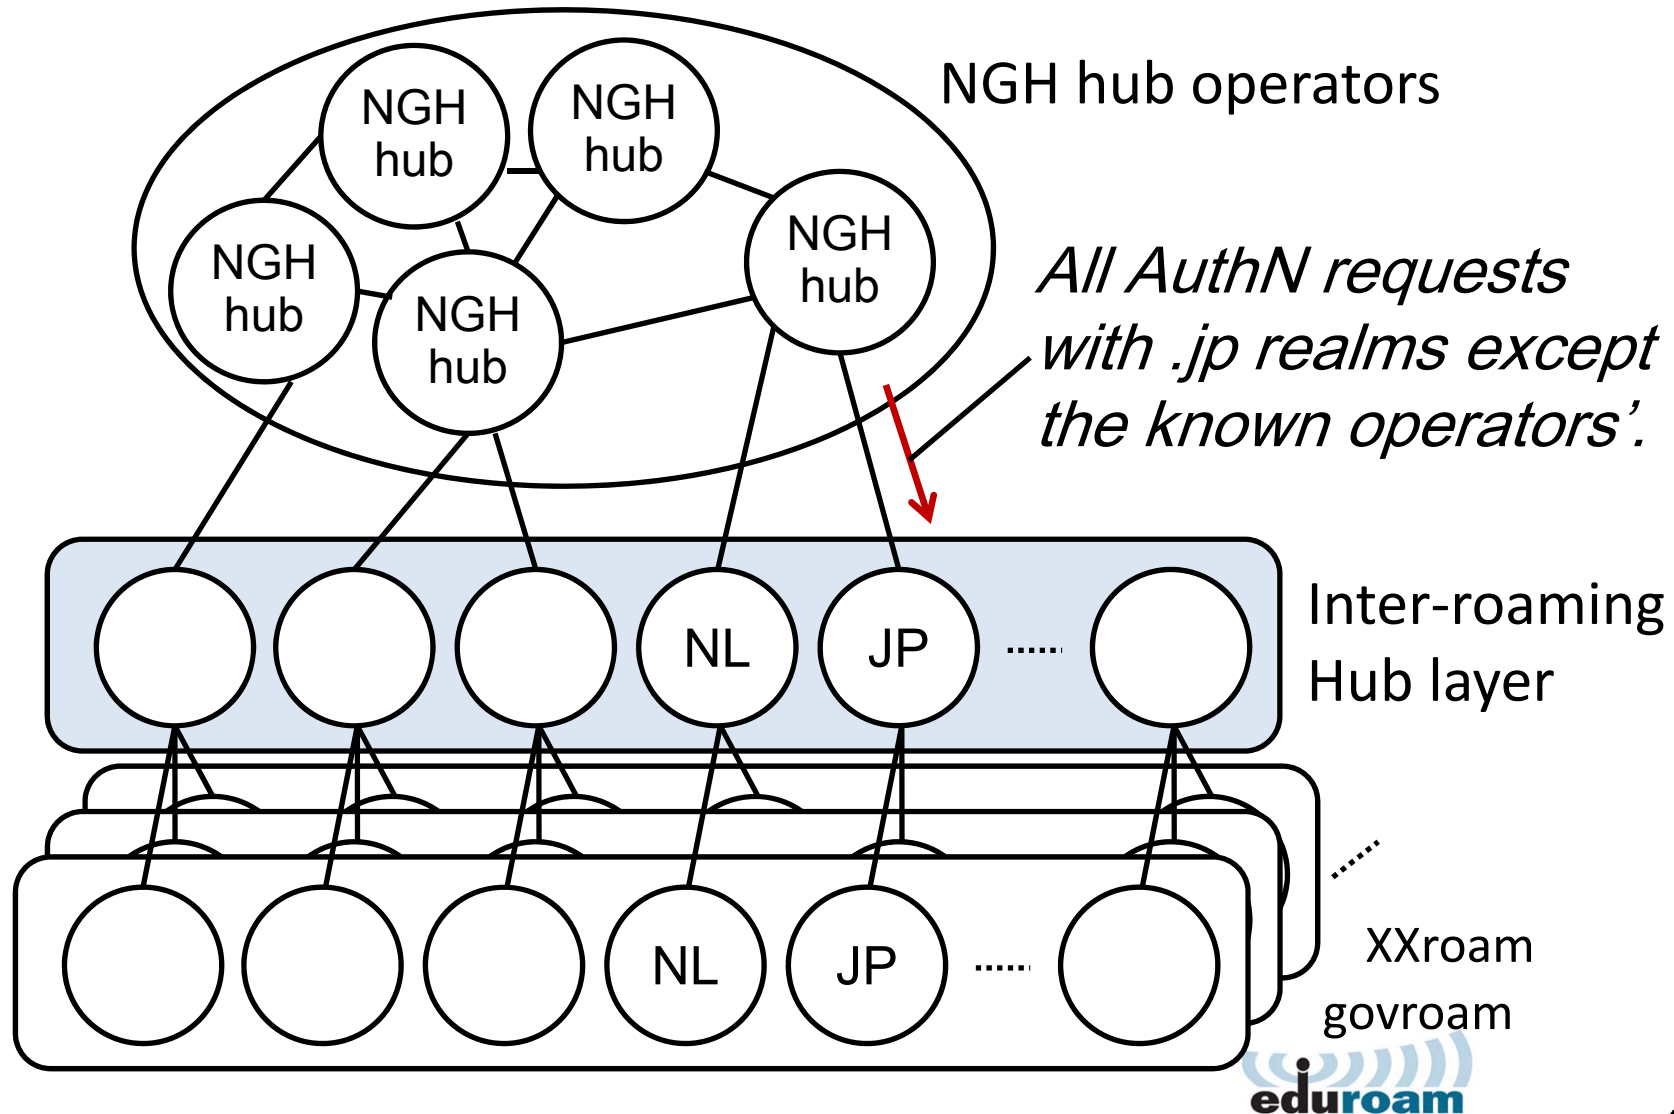 NGH
hub
NGH
hub
NGH hub operators
NGH
hub
NGH
hub
NGH
hub
All AuthN requests
with .jp realms except
the known operators’.
NL
JP
......
Inter-roaming
Hub layer
NL
JP
......
XXroam
govroam
eduroam